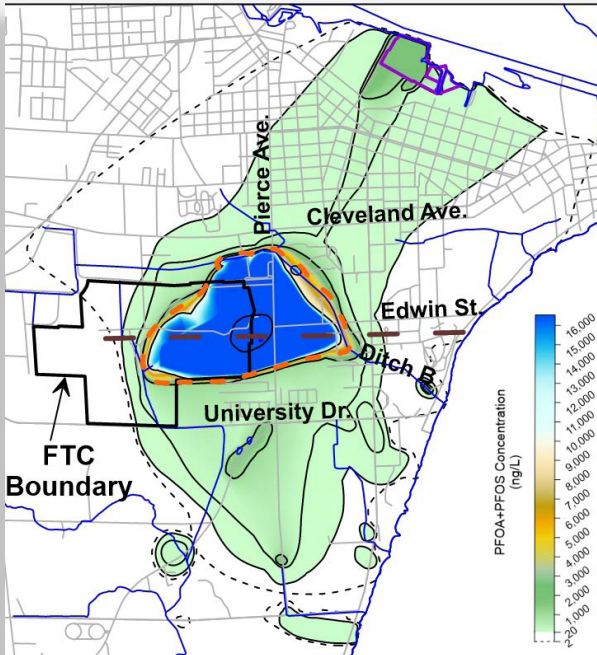 Pierce Ave.
Cleveland Ave.
Edwin St.
Ditch B
University Dr.
FTC
Boundary
PFOA+PFOS Concentration
(ng/L)
16,000
15,000
14,000
13,000
12,000
11,000
10,000
9,000
8,000
7,000
6,000
5,000
4,000
3,000
2,000
1,000
20
2